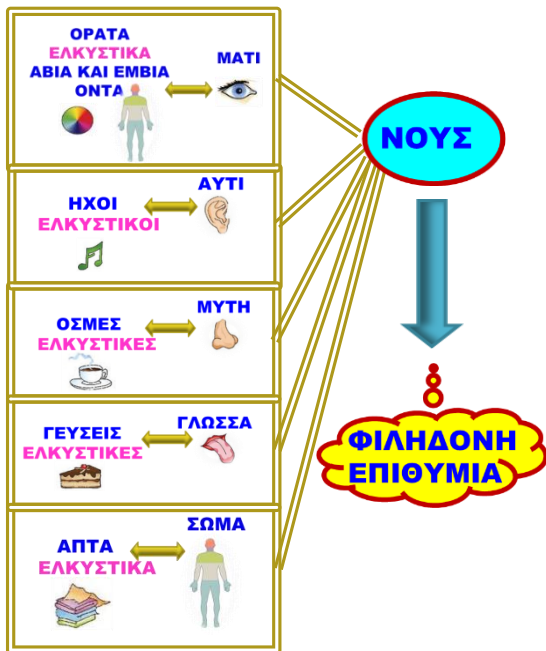 ΟΡΑΤΑ
ΕΛΚΥΣΤΙΚΑ
ΑΒΙΑ ΚΑΙ ΕΜΒΙΑ
ΟΝΤΑ
ΜΑΤΙ
ΝΟΥΣ
ΑΥΤΙ
ΗΧΟΙ
ΕΛΚΥΣΤΙΚΟΙ
ΜΥΤΗ
ΟΣΜΕΣ
ΕΛΚΥΣΤΙΚΕΣ
ΓΛΩΣΣΑ
ΓΕΥΣΕΙΣ
ΕΛΚΥΣΤΙΚΕΣ
ΦΙΛΗΔΟΝΗ
ΕΠΙΘΥΜΙΑ
ΣΩΜΑ
ΑΠΤΑ
ΕΛΚΥΣΤΙΚΑ